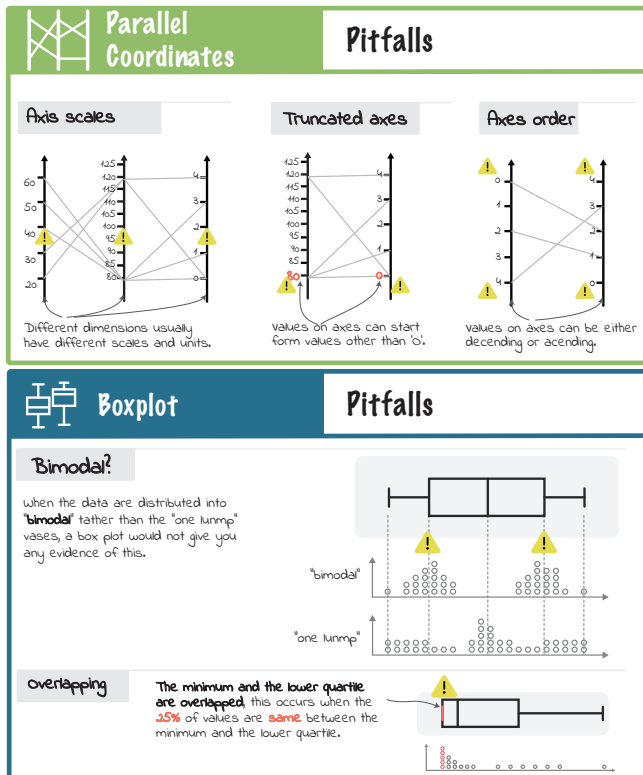 Parallel
Coordinates
Pitfalls
Axis scales
Truncated axes
Axes order
60
50
40
30
20
125
120
115
110
105
100
95
90
85
80
4
3
2
1
0
125
120
115
110
105
100
95
90
85
80
4
3
2
1
0
0
1
2
3
4
4
3
2
1
0
Different dimensions usually
have different scales and units.
Values on axes can start
form values other than '0'.
Values on axes can be either
decending or acending.
Boxplot
Pitfalls
Bimodal?
when the data are distributed into
"bimodal" tather than the "one lunmp"
vases, a box plot would not give you
any evidence of this.
!
!
"bimodal"
"one lunmp"
Overlapping
The minimum and the lower quartile
are overlapped, this occurs when the
25% of values are same between the
minimum and the lower quartile.
!